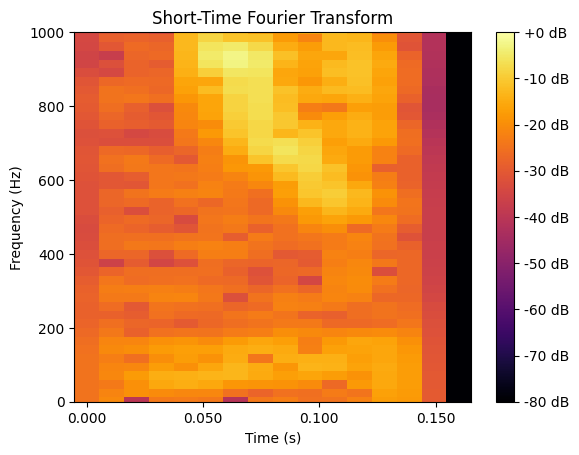 Short-Time Fourier Transform
1000
800
600
400
200
0
Frequency (Hz)
0.000
0.050
0.100
0.150
Time (s)
+0 dB
-10 dB
-20 dB
-30 dB
-40 dB
-50 dB
-60 dB
-70 dB
-80 dB